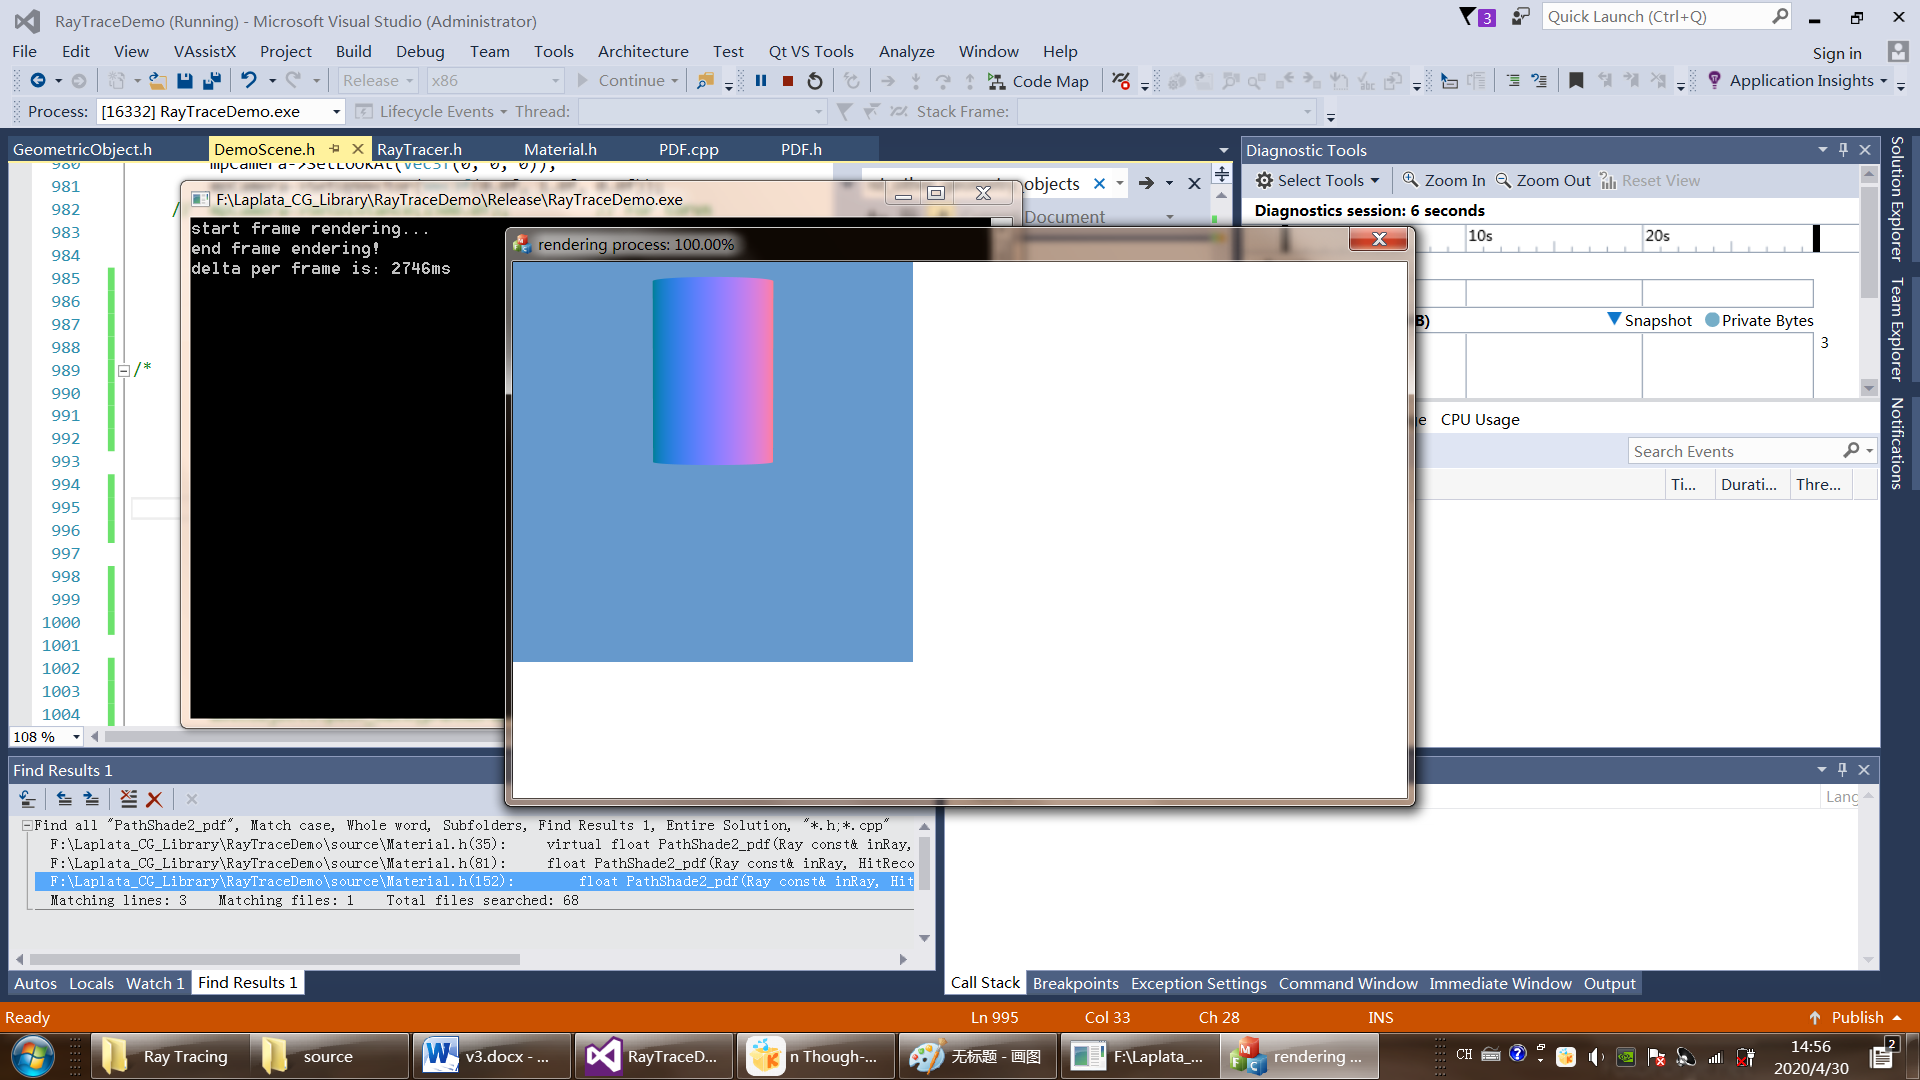 RayTraceDemo (Running) - Microsoft Visual Studio (Administrator)
3
Quick Launch (Ctrl+Q)
File Edit View VAssistX Project Build Debug Team Tools Architecture Test Qt VS Tools Analyze Window Help
Sign in
Release x86 Continue Code Map Application Insights
Process: [16332] RayTraceDemo.exe Lifecycle Events Thread: Stack Frame:
GeometricObject.h DemoScene.h RayTracer.h Material.h PDF.cpp PDF.h
Diagnostic Tools
Select Tools Zoom In Zoom Out Reset View
Diagnostics session: 6 seconds
10s 20s
Snapshot Private Bytes
3
CPU Usage
Search Events
Ti... Durati... Thre...
Solution Explorer
Team Explorer
Notifications
objects
Document
980
981
982
983
984
985
986
987
988
989 /*
990
991
992
993
994
995
996
997
998
999
1000
1001
1002
1003
1004
108 %
F:\Laplata_CG_Library\RayTraceDemo\Release\RayTraceDemo.exe
start frame rendering...
end frame endering!
delta per frame is: 2746ms
rendering process: 100.00%
Find Results 1
Find all "PathShade2_pdf", Match case, Whole word, Subfolders, Find Results 1, Entire Solution, "*.h;*.cpp"
F:\Laplata_CG_Library\RayTraceDemo\source\Material.h(35): virtual float PathShade2_pdf(Ray const& inRay,
F:\Laplata_CG_Library\RayTraceDemo\source\Material.h(81): float PathShade2_pdf(Ray const& inRay, HitReco
F:\Laplata_CG_Library\RayTraceDemo\source\Material.h(152): float PathShade2_pdf(Ray const& inRay, Hit
Matching lines: 3 Matching files: 1 Total files searched: 68
Lang
Autos Locals Watch 1 Find Results 1
Call Stack Breakpoints Exception Settings Command Window Immediate Window Output
Ready Ln 995 Col 33 Ch 28 INS Publish
Ray Tracing
source
v3.docx - ...
RayTraceD...
n Though-...
无标题 - 画图
F:\Laplata_...
rendering ...
CH
14:56
2020/4/30
2